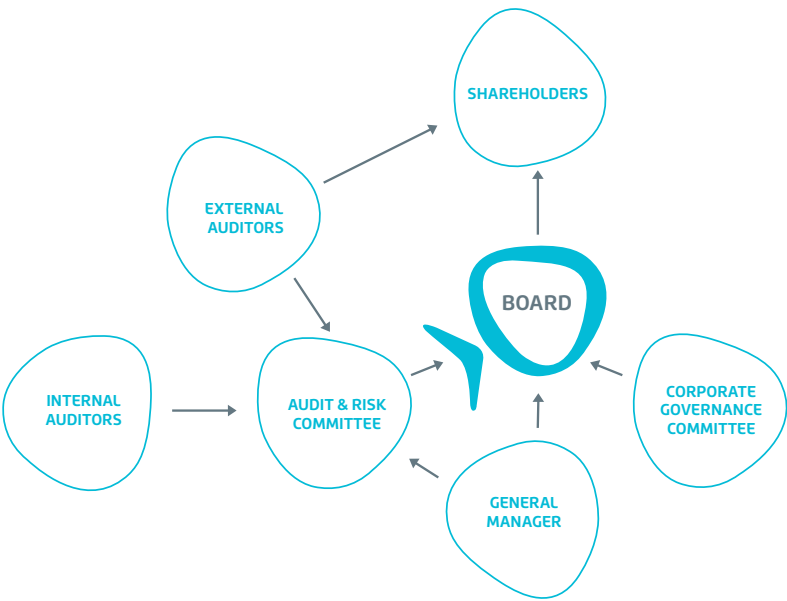 SHAREHOLDERS
EXTERNAL
AUDITORS
BOARD
INTERNAL
AUDITORS
AUDIT & RISK
COMMITTEE
CORPORATE
GOVERNANCE
COMMITTEE
GENERAL
MANAGER